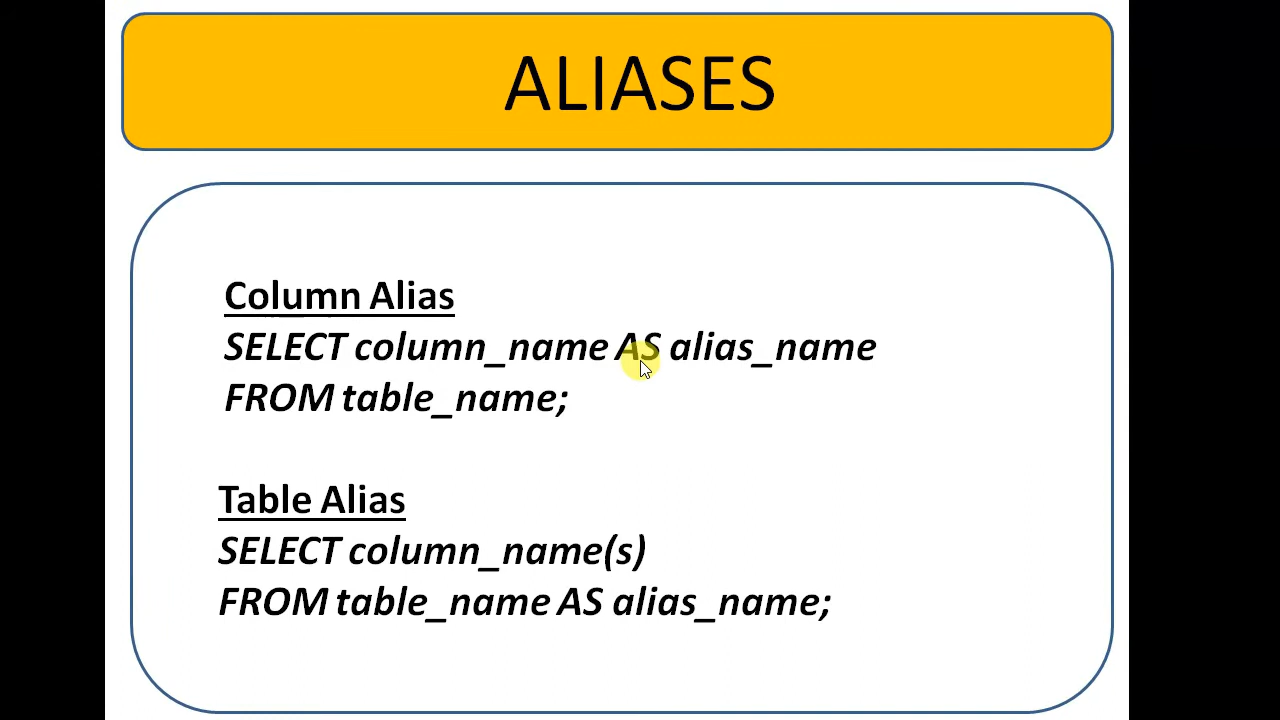 ALIASES
Column Alias
SELECT column_name AS alias_name
FROM table_name;
Table Alias
SELECT column_name(s)
FROM table_name AS alias_name;